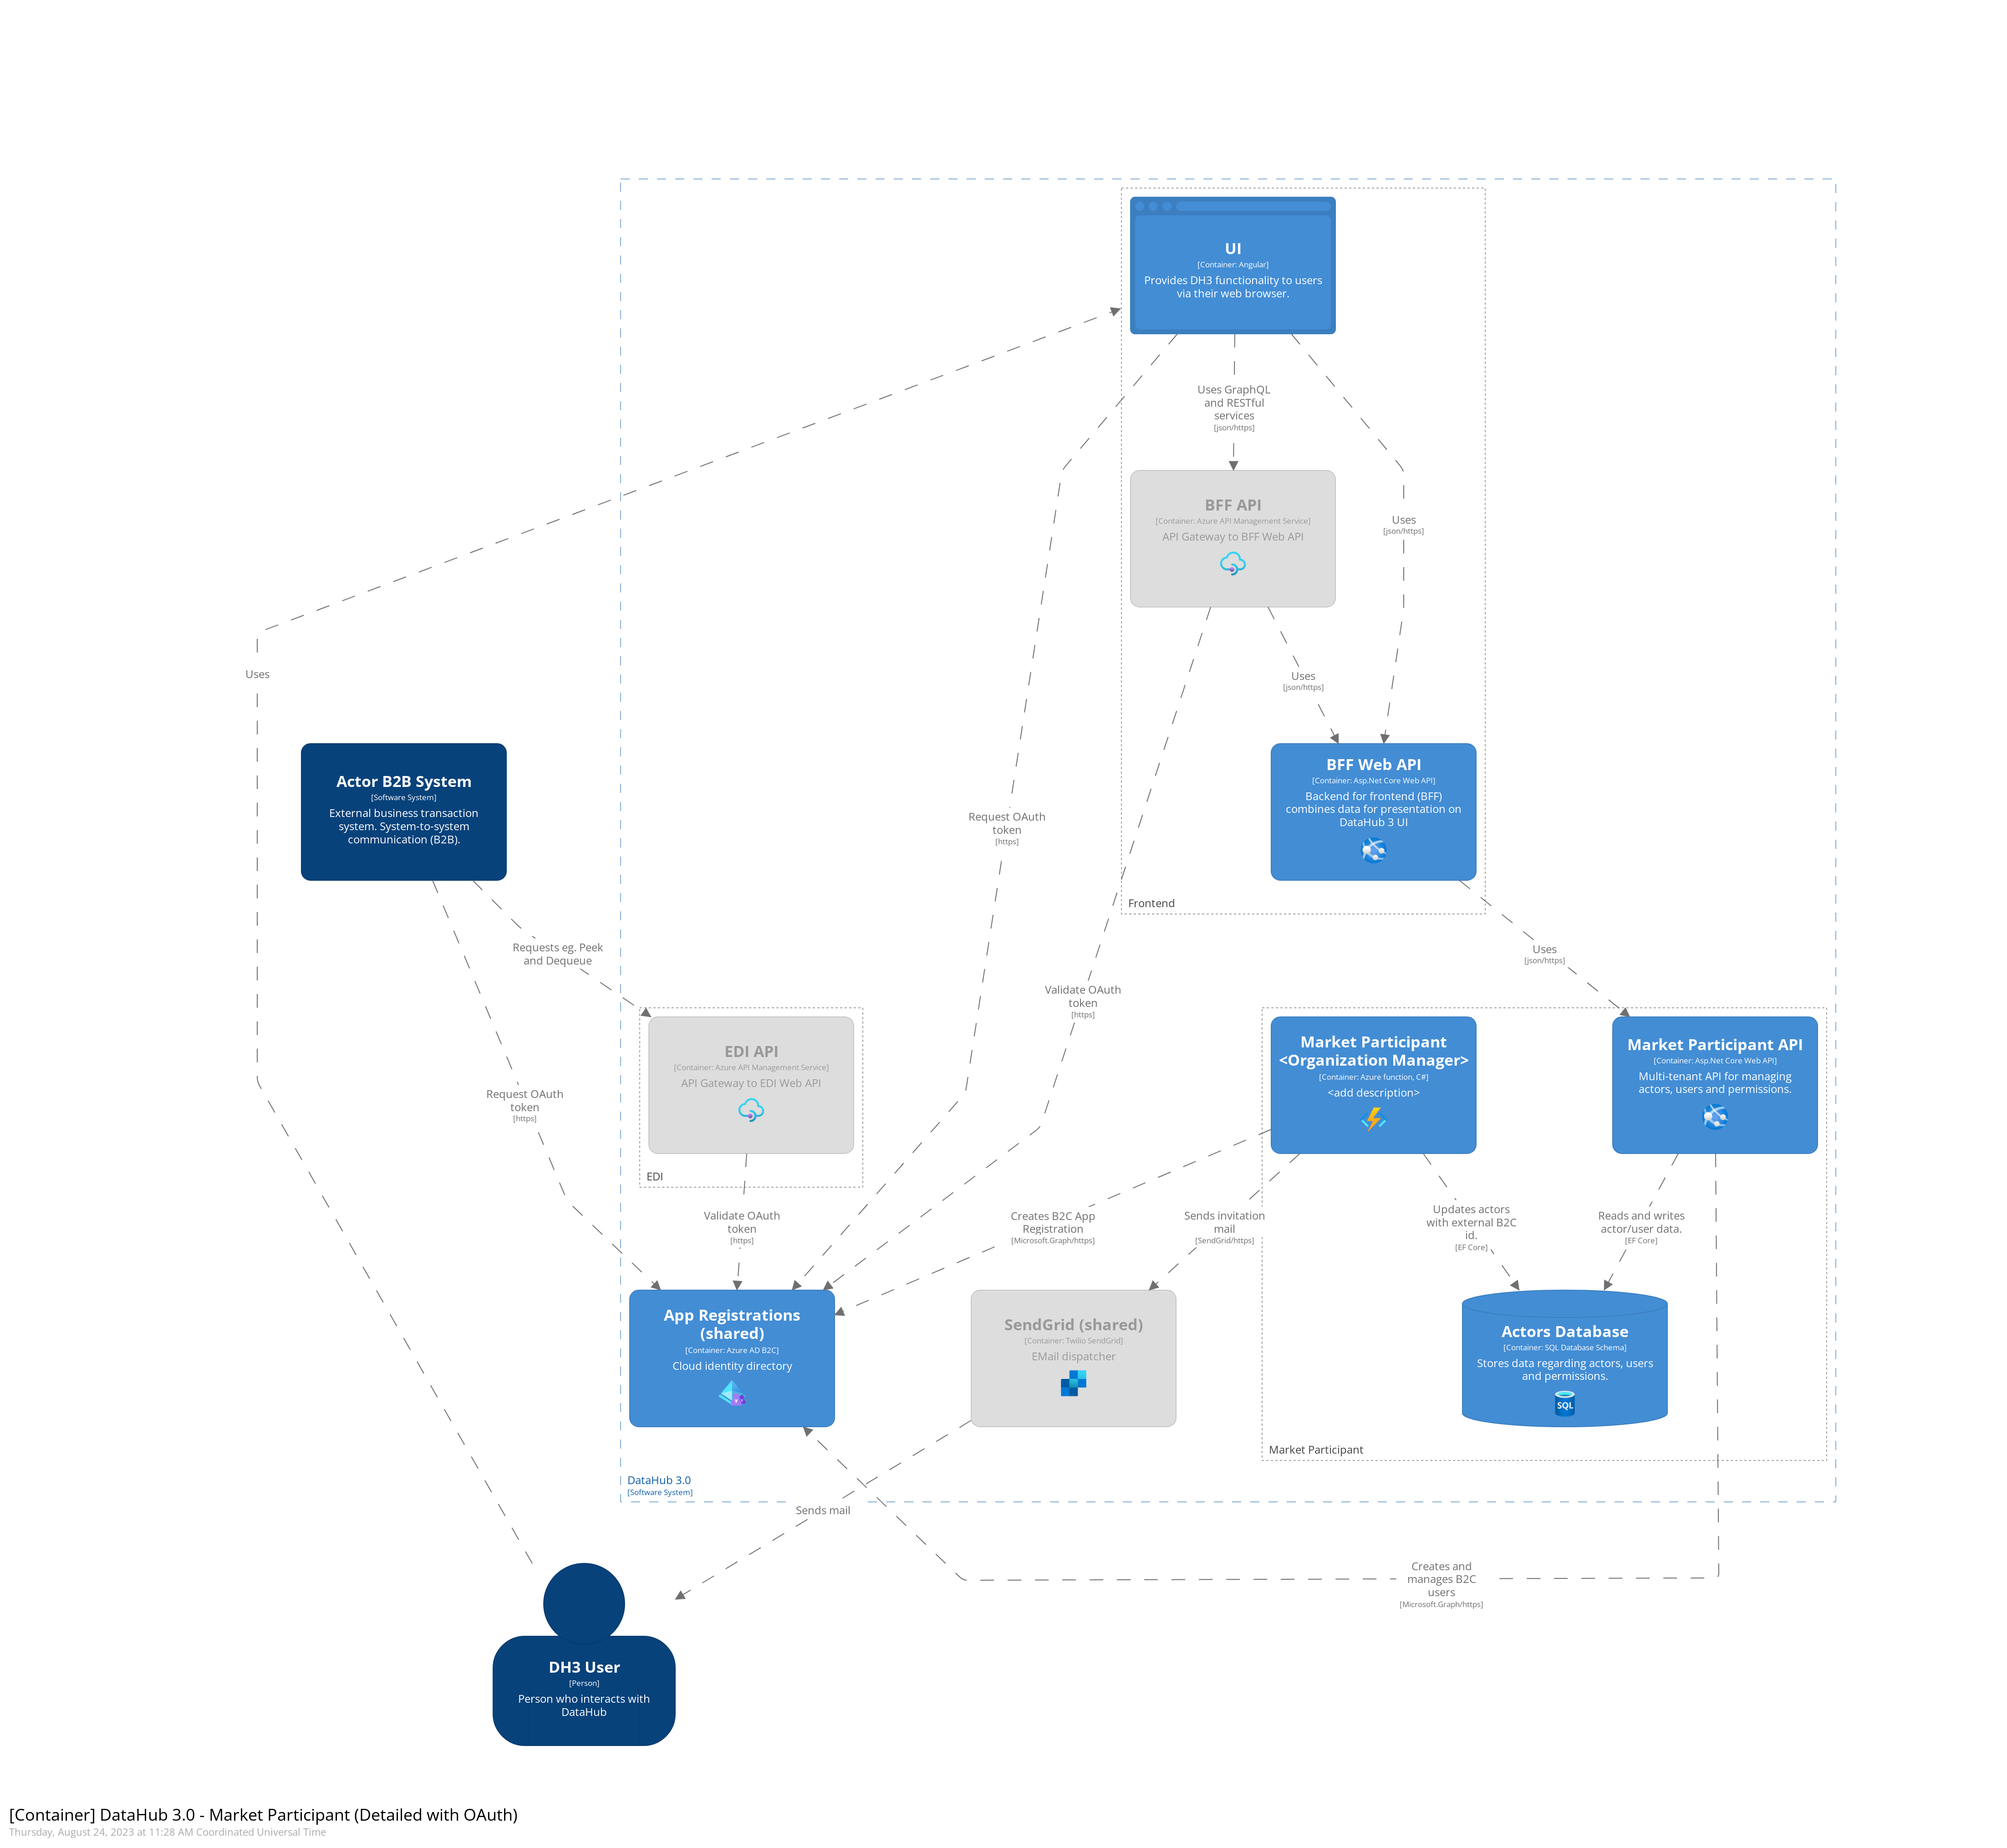 UI
[Container: Angular]
Provides DH3 functionality to users
via their web browser.
Uses GraphQL
and RESTful
services
[json/https]
BFF API
[Container: Azure API Management Service]
API Gateway to BFF Web API
Uses
[json/https]
Uses
Uses
[json/https]
Actor B2B System
[Software System]
External business transaction
system. System-to-system
communication (B2B).
BFF Web API
[Container: Asp.Net Core Web API]
Backend for frontend (BFF)
combines data for presentation on
DataHub 3 UI
Request OAuth
token
[https]
Frontend
Requests eg. Peek
and Dequeue
Uses
[json/https]
Validate OAuth
token
[https]
EDI API
[Container: Azure API Management Service]
API Gateway to EDI Web API
EDI
Market Participant
<Organization Manager>
[Container: Azure function, C#]
<add description>
Market Participant API
[Container: Asp.Net Core Web API]
Multi-tenant API for managing
actors, users and permissions.
Request OAuth
token
[https]
Validate OAuth
token
[https]
Creates B2C App
Registration
[Microsoft.Graph/https]
Sends invitation
mail
[SendGrid/https]
Updates actors
with external B2C
id.
[EF Core]
Reads and writes
actor/user data.
[EF Core]
App Registrations
(shared)
[Container: Azure AD B2C]
Cloud identity directory
SendGrid (shared)
[Container: Twilio SendGrid]
EMail dispatcher
Actors Database
[Container: SQL Database Schema]
Stores data regarding actors, users
and permissions.
SQL
Market Participant
DataHub 3.0
[Software System]
Sends mail
Creates and
manages B2C
users
[Microsoft.Graph/https]
DH3 User
[Person]
Person who interacts with
DataHub
[Container] DataHub 3.0 - Market Participant (Detailed with OAuth)
Thursday, August 24, 2023 at 11:28 AM Coordinated Universal Time